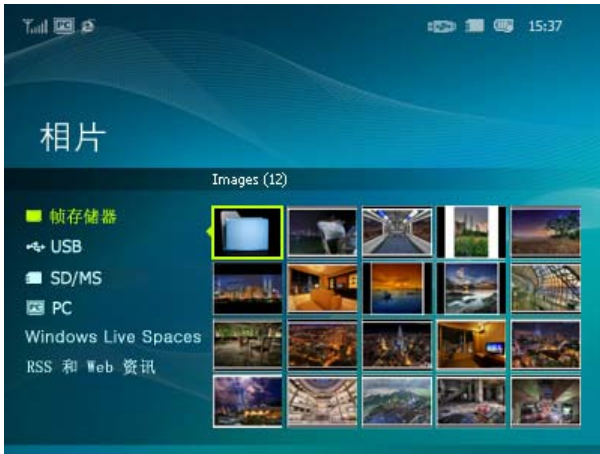 PC 15:37
相片
Images (12)
帧存储器
USB
SD/MS
PC
Windows Live Spaces
RSS 和 Web 资讯